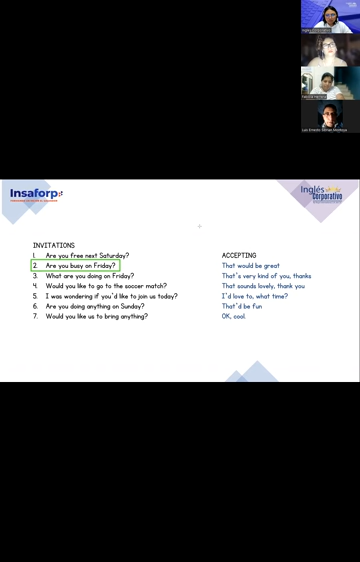 Insaforp
Inglés
Corporativo
INVITATIONS
1. Are you free next Saturday?
2. Are you busy on Friday?
3. What are you doing on Friday?
4. Would you like to go to the soccer match?
5. I was wondering if you'd like to join us today?
6. Are you doing anything on Sunday?
7. Would you like us to bring anything?
ACCEPTING
That would be great
That's very kind of you, thanks
That sounds lovely, thank you
I'd love to, what time?
That'd be fun
OK, cool.